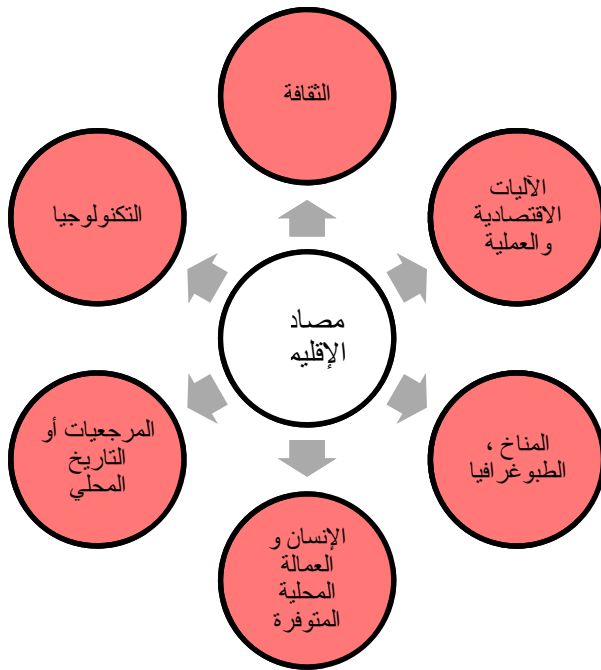 الثقافة
الآليات
الاقتصادية
والعملية
التكنولوجيا
مصاد
الإقليم
المرجعيات أو
التاريخ
المحلي
المناخ ،
الطبوغرافيا
الإنسان و
العمالة
المحلية
المتوفرة